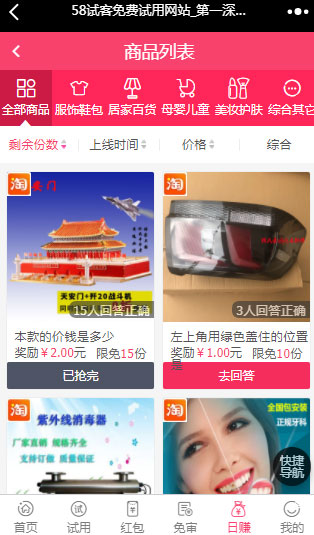 58试客免费试用网站_第一深...
商品列表
全部商品 服饰鞋包 居家百货 母婴儿童 美妆护肤 综合其它
剩余份数 上线时间 价格 综合
淘 安门
天安门+歼20战斗机
15人回答正确
本款的价钱是多少
奖励￥2.00元 限免15份
已抢完
淘
3人回答正确
左上角用绿色盖住的位置是
奖励￥1.00元 限免10份
去回答
淘 紫外线消毒器
厂家直销 规格齐全
支持订做 质量保证
淘 全国包安装
正规牙科
快捷
导航
首页 试用 红包 免审 日赚 我的